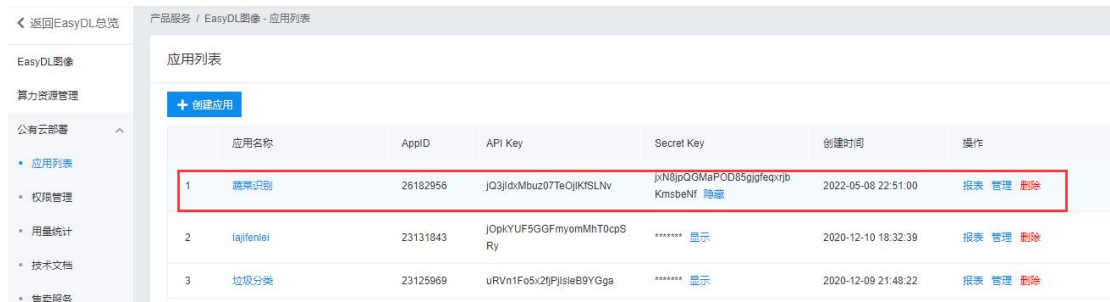 返回EasyDL总览
产品服务 / EasyDL图像 - 应用列表
EasyDL图像
应用列表
算力资源管理
+ 创建应用
公有云部署
应用名称 AppID API Key Secret Key 创建时间 操作
应用列表
1 蔬菜识别 26182956 jQ3jIdxMbuz07TeOjIKfSLNv jxN8jpQGMaPOD85gjgfeqxrjb
KmsbeNf 隐藏 2022-05-08 22:51:00 报表 管理 删除
权限管理
用量统计
2 lajifenlei 23131843 jOpkYUF5GGFmyomMhT0cpS
Ry ******* 显示 2020-12-10 18:32:39 报表 管理 删除
技术文档
3 垃圾分类 23125969 uRVn1Fo5x2fjPjIsleB9YGga ******* 显示 2020-12-09 21:48:22 报表 管理 删除
售卖服务